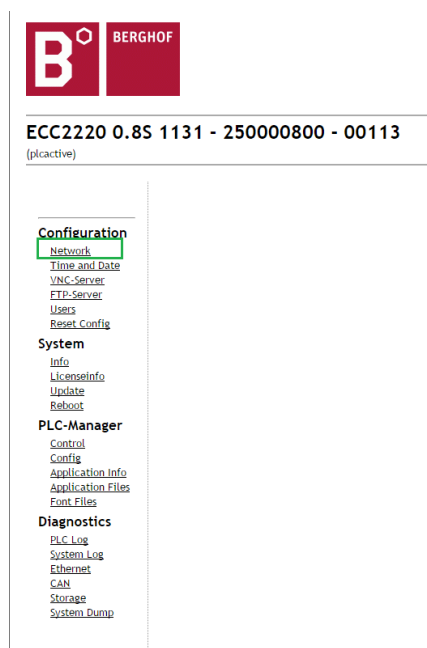 B°
BERGHOF
ECC2220 0.8S 1131 - 250000800 - 00113
(plcactive)
Configuration
Network
Time and Date
VNC-Server
FTP-Server
Users
Reset Config
System
Info
Licenseinfo
Update
Reboot
PLC-Manager
Control
Config
Application Info
Application Files
Font Files
Diagnostics
PLC Log
System Log
Ethernet
CAN
Storage
System Dump